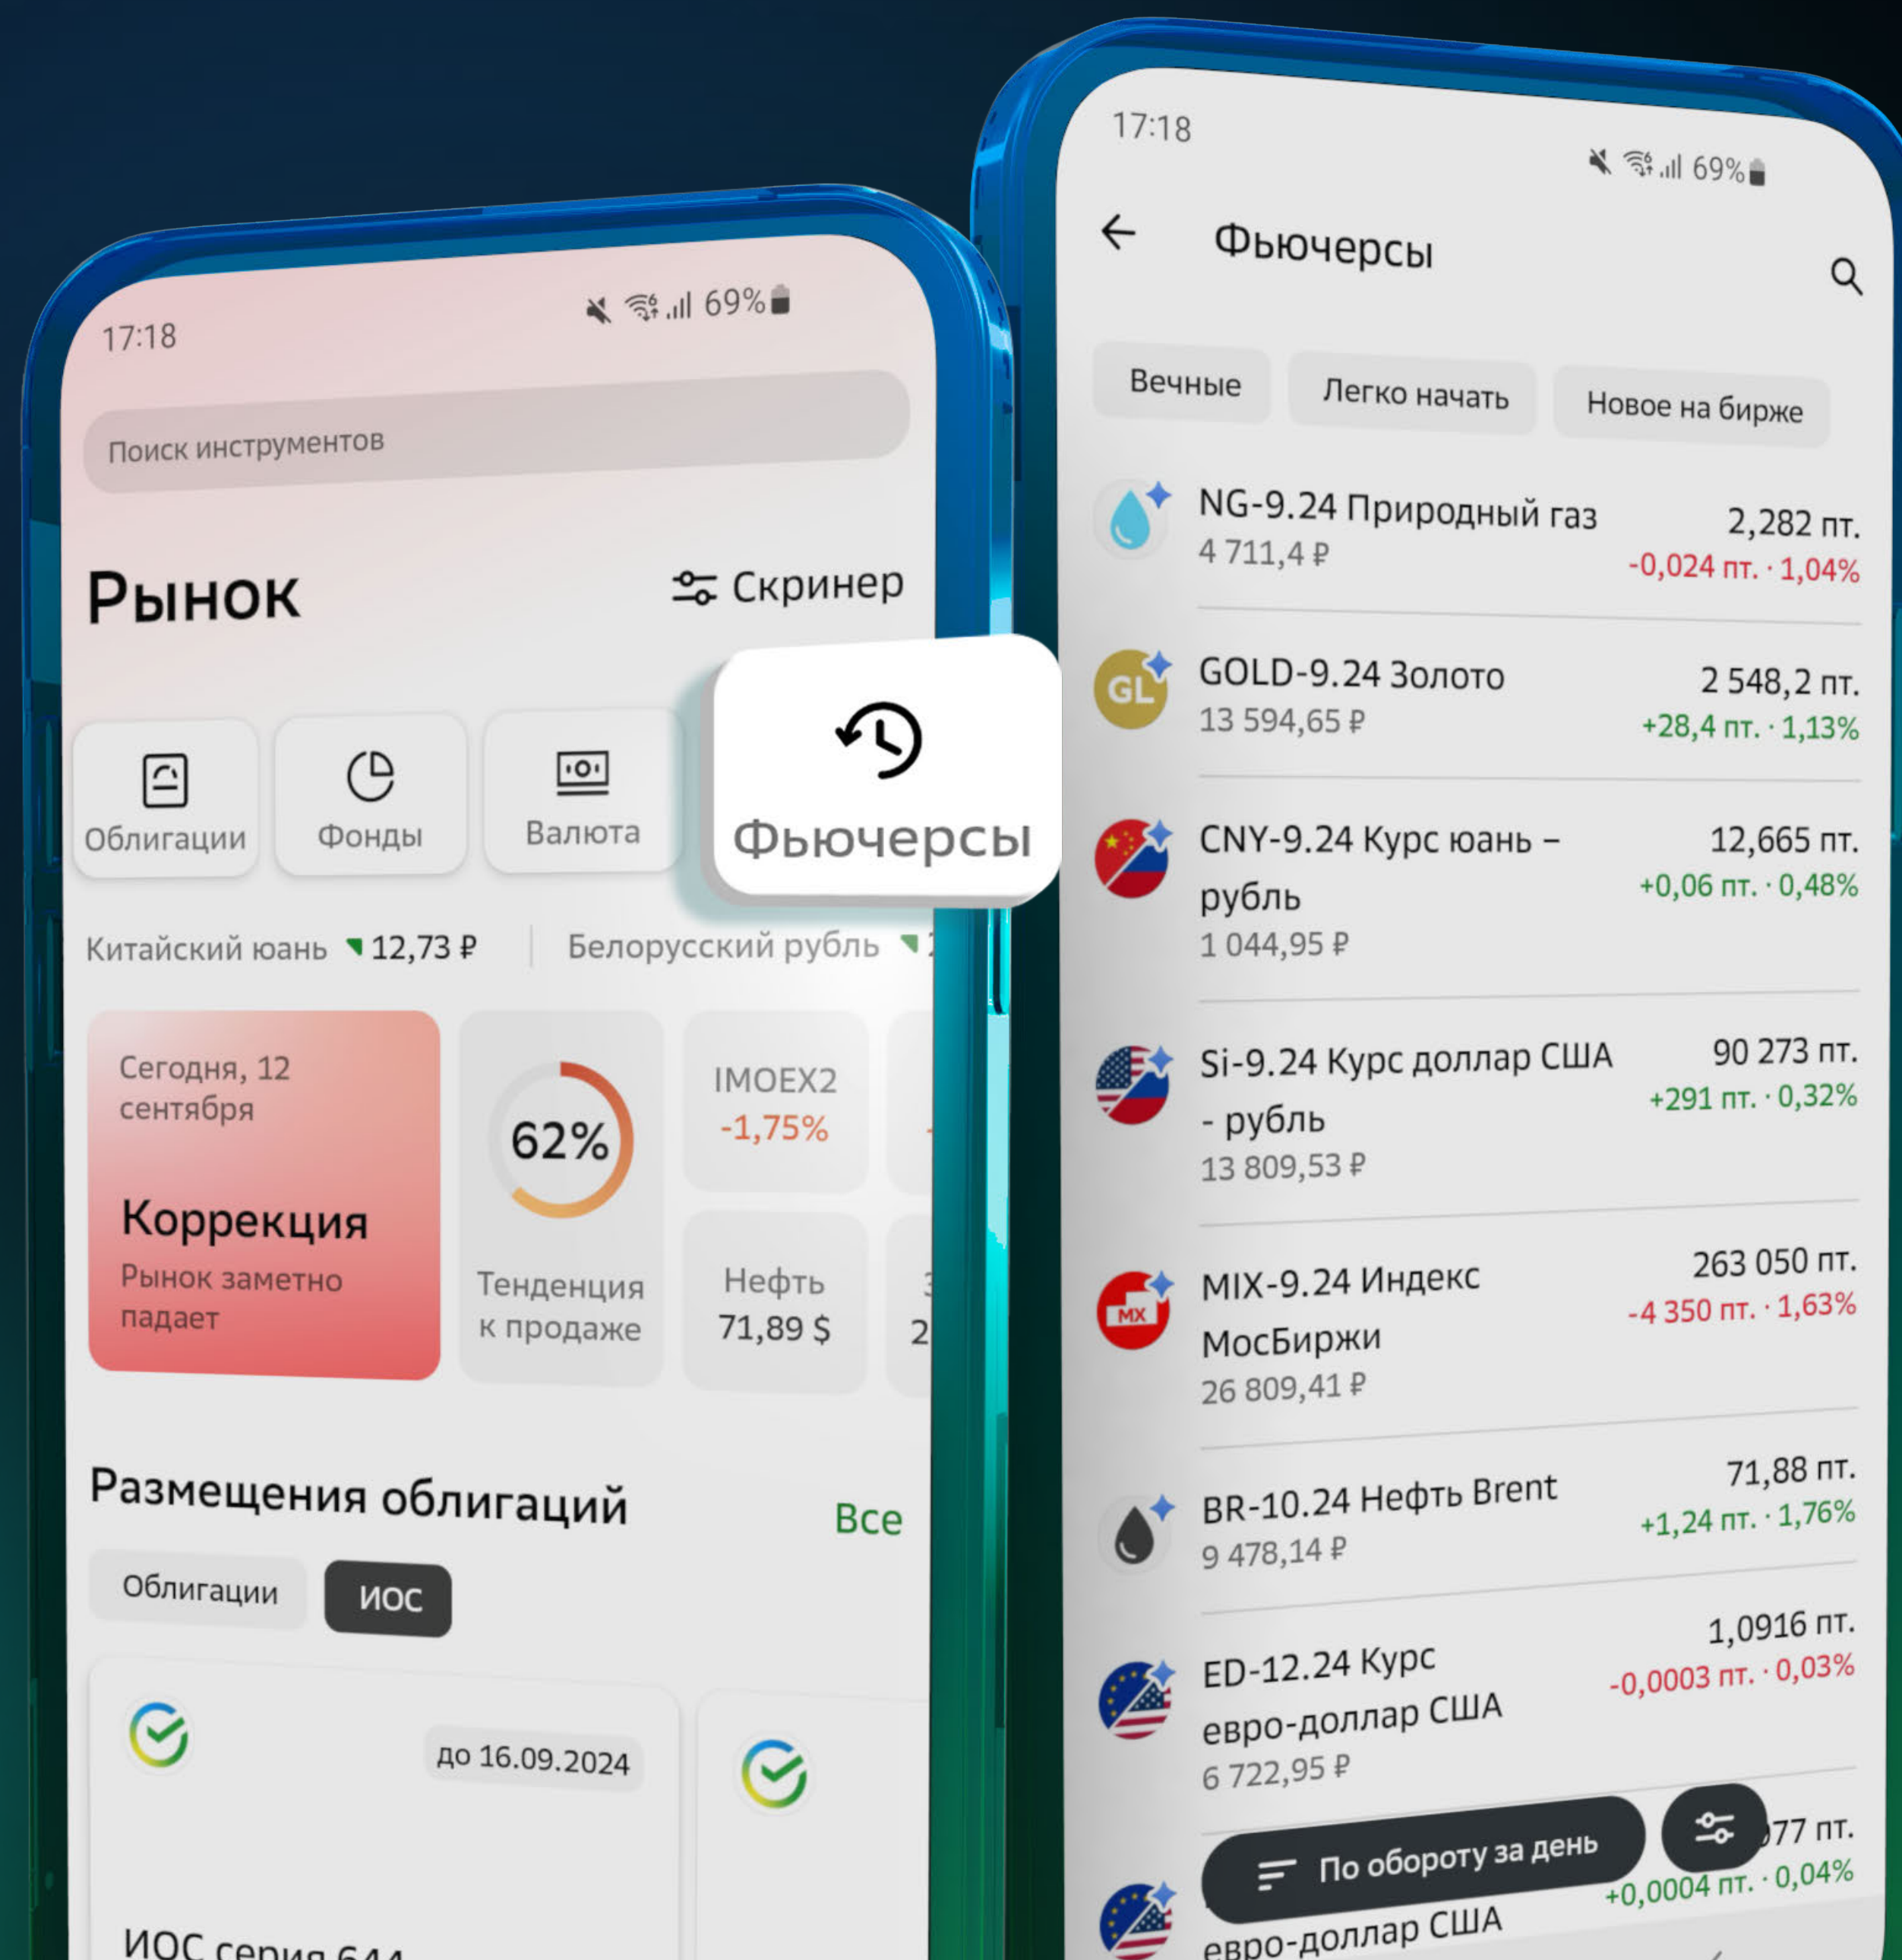 17:18
69%
Поиск инструментов
Рынок
Скринер
Облигации
Фонды
Валюта
Фьючерсы
Китайский юань 12,73 ₽
Белорусский рубль
Сегодня, 12
сентября
Коррекция
Рынок заметно
падает
62%
Тенденция
к продаже
IMOEX2
-1,75%
Нефть
71,89 $
Размещения облигаций
Все
Облигации
ИОС
до 16.09.2024
ИОС серия 644
17:18
69%
Фьючерсы
Вечные
Легко начать
Новое на бирже
NG-9.24 Природный газ
4 711,4 ₽
2,282 пт.
-0,024 пт. · 1,04%
GL
GOLD-9.24 Золото
13 594,65 ₽
2 548,2 пт.
+28,4 пт. · 1,13%
CNY-9.24 Курс юань –
рубль
1 044,95 ₽
12,665 пт.
+0,06 пт. · 0,48%
Si-9.24 Курс доллар США
- рубль
13 809,53 ₽
90 273 пт.
+291 пт. · 0,32%
MX
MIX-9.24 Индекс
МосБиржи
26 809,41 ₽
263 050 пт.
-4 350 пт. · 1,63%
BR-10.24 Нефть Brent
9 478,14 ₽
71,88 пт.
+1,24 пт. · 1,76%
ED-12.24 Курс
евро-доллар США
6 722,95 ₽
1,0916 пт.
-0,0003 пт. · 0,03%
По обороту за день
77 пт.
+0,0004 пт. · 0,04%
евро-доллар США